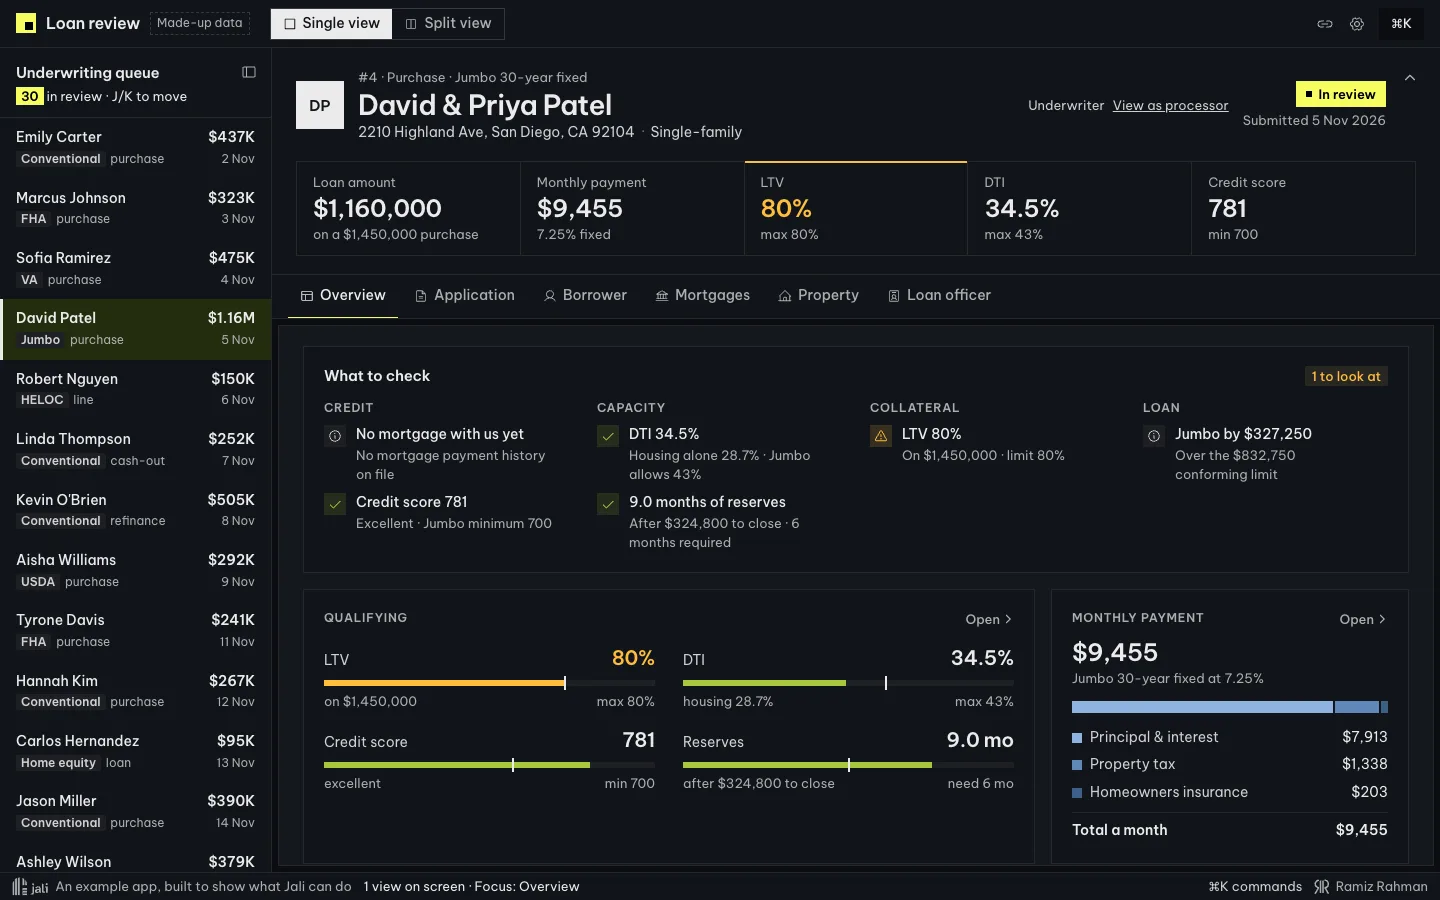 Loan review
Made-up data
Single view
Split view
⌘K
Underwriting queue
30 in review · J/K to move
Emily Carter $437K
Conventional purchase 2 Nov
Marcus Johnson $323K
FHA purchase 3 Nov
Sofia Ramirez $475K
VA purchase 4 Nov
David Patel $1.16M
Jumbo purchase 5 Nov
Robert Nguyen $150K
HELOC line 6 Nov
Linda Thompson $252K
Conventional cash-out 7 Nov
Kevin O'Brien $505K
Conventional refinance 8 Nov
Aisha Williams $292K
USDA purchase 9 Nov
Tyrone Davis $241K
FHA purchase 11 Nov
Hannah Kim $267K
Conventional purchase 12 Nov
Carlos Hernandez $95K
Home equity loan 13 Nov
Jason Miller $390K
Conventional purchase 14 Nov
Ashley Wilson $379K
DP
#4 · Purchase · Jumbo 30-year fixed
David & Priya Patel
2210 Highland Ave, San Diego, CA 92104 · Single-family
Underwriter View as processor
In review
Submitted 5 Nov 2026
Loan amount
$1,160,000
on a $1,450,000 purchase
Monthly payment
$9,455
7.25% fixed
LTV
80%
max 80%
DTI
34.5%
max 43%
Credit score
781
min 700
Overview
Application
Borrower
Mortgages
Property
Loan officer
What to check
1 to look at
CREDIT
No mortgage with us yet
No mortgage payment history
on file
Credit score 781
Excellent · Jumbo minimum 700
CAPACITY
DTI 34.5%
Housing alone 28.7% · Jumbo
allows 43%
9.0 months of reserves
After $324,800 to close · 6
months required
COLLATERAL
LTV 80%
On $1,450,000 · limit 80%
LOAN
Jumbo by $327,250
Over the $832,750
conforming limit
QUALIFYING
Open
LTV 80%
on $1,450,000 max 80%
DTI 34.5%
housing 28.7% max 43%
Credit score 781
excellent min 700
Reserves 9.0 mo
after $324,800 to close need 6 mo
MONTHLY PAYMENT
Open
$9,455
Jumbo 30-year fixed at 7.25%
Principal & interest $7,913
Property tax $1,338
Homeowners insurance $203
Total a month $9,455
jali
An example app, built to show what Jali can do
1 view on screen · Focus: Overview
⌘K commands
Ramiz Rahman